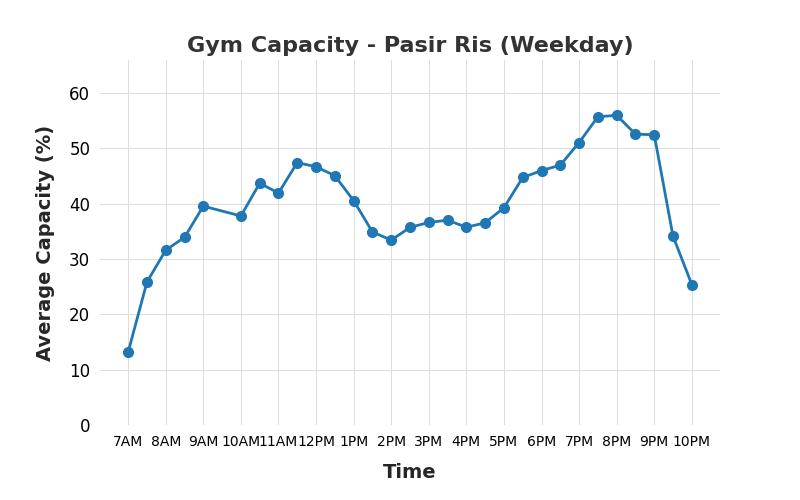 Gym Capacity - Pasir Ris (Weekday)
Average Capacity (%)
60
50
40
30
20
10
0
7AM 8AM 9AM 10AM 11AM 12PM 1PM 2PM 3PM 4PM 5PM 6PM 7PM 8PM 9PM 10PM
Time